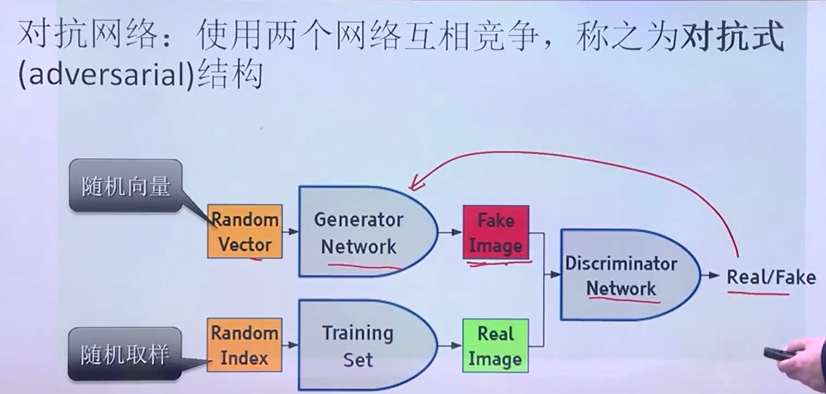 对抗网络：使用两个网络互相竞争，称之为对抗式
(adversarial)结构
随机向量
Random
Vector
Generator
Network
Fake
Image
Discriminator
Network
Real/Fake
随机取样
Random
Index
Training
Set
Real
Image